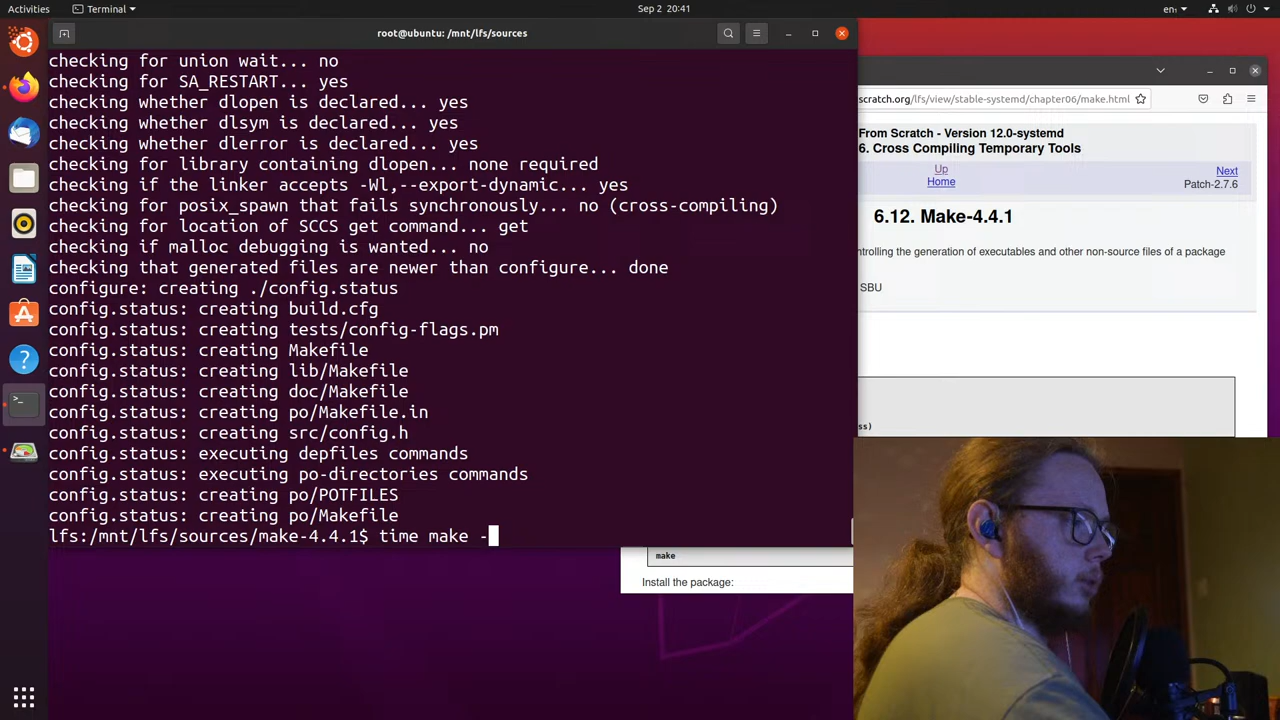 Activities
Terminal
Sep 2 20:41
en
root@ubuntu: /mnt/lfs/sources
checking for union wait... no
checking for SA_RESTART... yes
checking whether dlopen is declared... yes
checking whether dlsym is declared... yes
checking whether dlerror is declared... yes
checking for library containing dlopen... none required
checking if the linker accepts -Wl,--export-dynamic... yes
checking for posix_spawn that fails synchronously... no (cross-compiling)
checking for location of SCCS get command... get
checking if malloc debugging is wanted... no
checking that generated files are newer than configure... done
configure: creating ./config.status
config.status: creating build.cfg
config.status: creating tests/config-flags.pm
config.status: creating Makefile
config.status: creating lib/Makefile
config.status: creating doc/Makefile
config.status: creating po/Makefile.in
config.status: creating src/config.h
config.status: executing depfiles commands
config.status: executing po-directories commands
config.status: creating po/POTFILES
config.status: creating po/Makefile
lfs:/mnt/lfs/sources/make-4.4.1$ time make -
scratch.org/lfs/view/stable-systemd/chapter06/make.html
From Scratch - Version 12.0-systemd
6. Cross Compiling Temporary Tools
Up
Home
Next
Patch-2.7.6
6.12. Make-4.4.1
ntrolling the generation of executables and other non-source files of a package
SBU
ss)
make
Install the package: